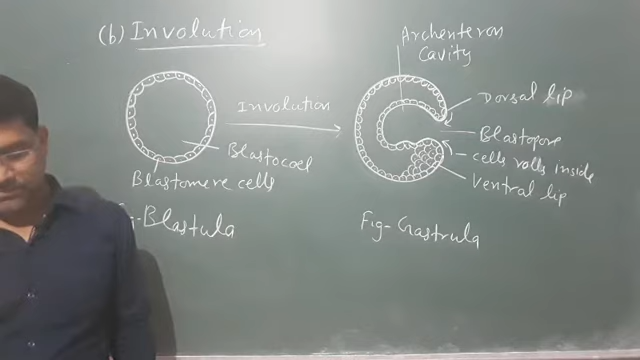 (b) Involution
Archenteron
Cavity
Involution
Dorsal lip
Blastopore
Blastocoel
cells rolls inside
Blastomere cells
Ventral lip
Blastula
Fig- Gastrula